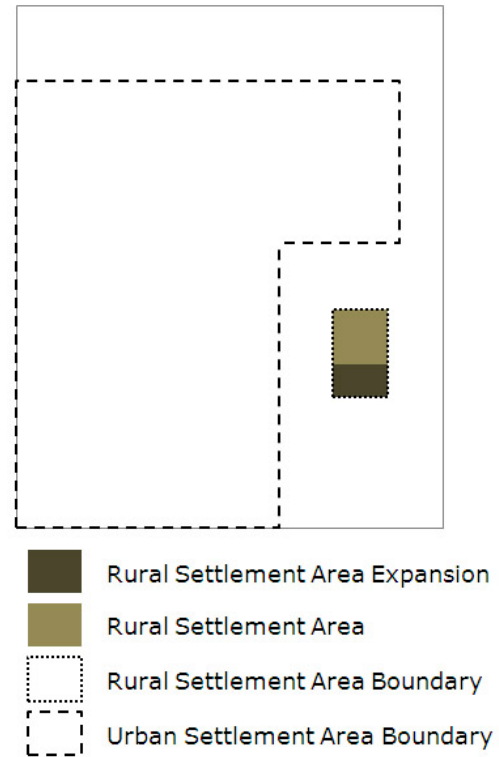 Rural Settlement Area Expansion
Rural Settlement Area
Rural Settlement Area Boundary
Urban Settlement Area Boundary